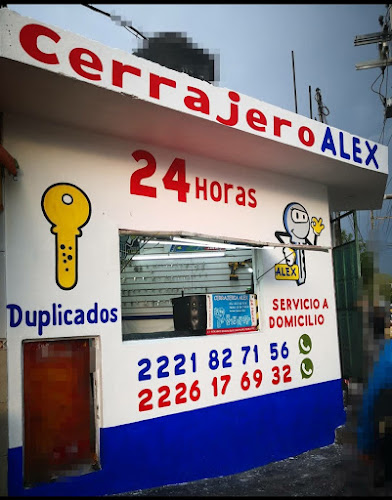 cerrajero ALEX
24 Horas
ALEX
Duplicados
SERVICIO A
DOMICILIO
2221 82 71 56
2226 17 69 32